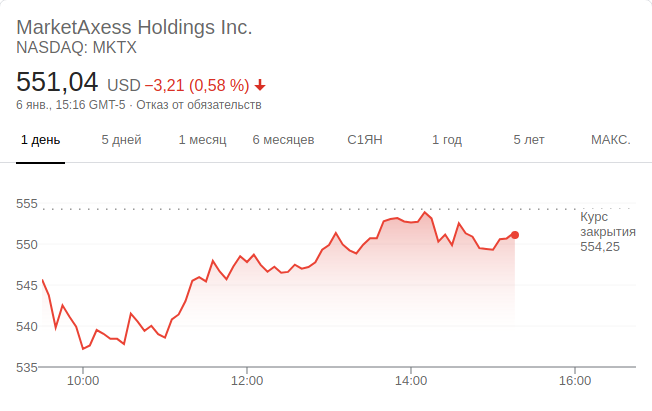 MarketAxess Holdings Inc.
NASDAQ: MKTX
551,04 USD −3,21 (0,58 %)
6 янв., 15:16 GMT-5 · Отказ от обязательств
1 день 5 дней 1 месяц 6 месяцев С1ЯН 1 год 5 лет МАКС.
555
550
545
540
535
Курс
закрытия
554,25
10:00 12:00 14:00 16:00